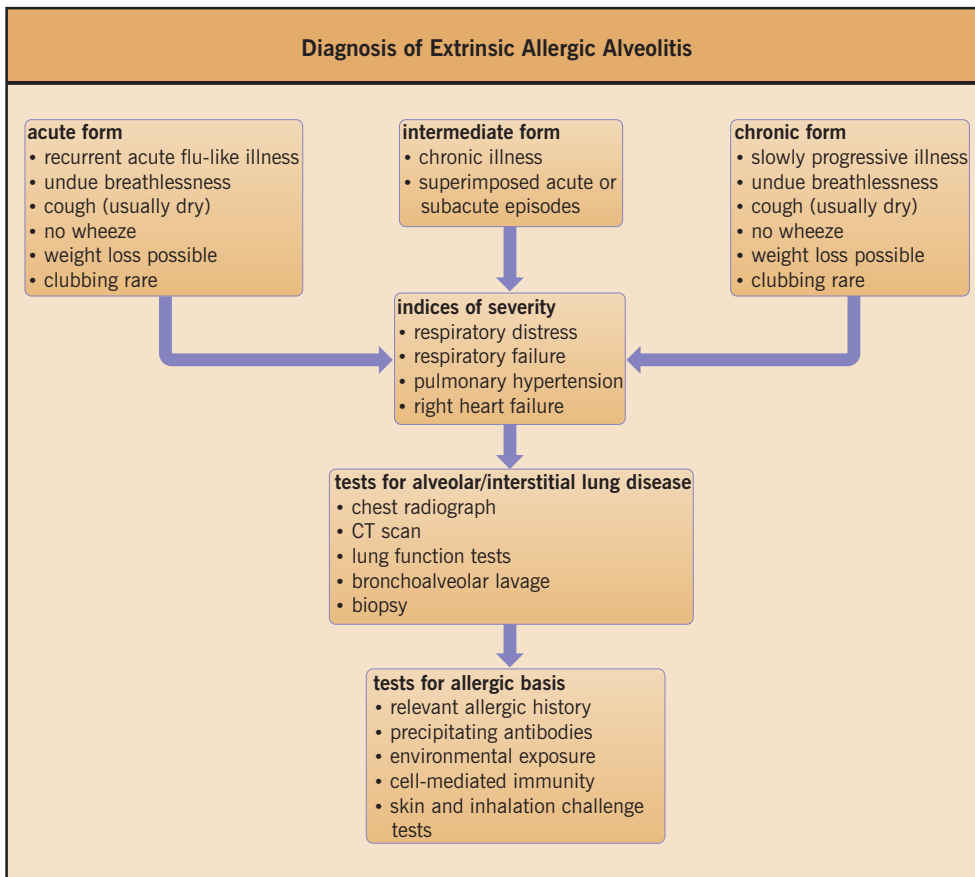 Diagnosis of Extrinsic Allergic Alveolitis
acute form
• recurrent acute flu-like illness
• undue breathlessness
• cough (usually dry)
• no wheeze
• weight loss possible
• clubbing rare
intermediate form
• chronic illness
• superimposed acute or
subacute episodes
chronic form
• slowly progressive illness
• undue breathlessness
• cough (usually dry)
• no wheeze
• weight loss possible
• clubbing rare
indices of severity
• respiratory distress
• respiratory failure
• pulmonary hypertension
• right heart failure
tests for alveolar/interstitial lung disease
• chest radiograph
• CT scan
• lung function tests
• bronchoalveolar lavage
• biopsy
tests for allergic basis
• relevant allergic history
• precipitating antibodies
• environmental exposure
• cell-mediated immunity
• skin and inhalation challenge
tests